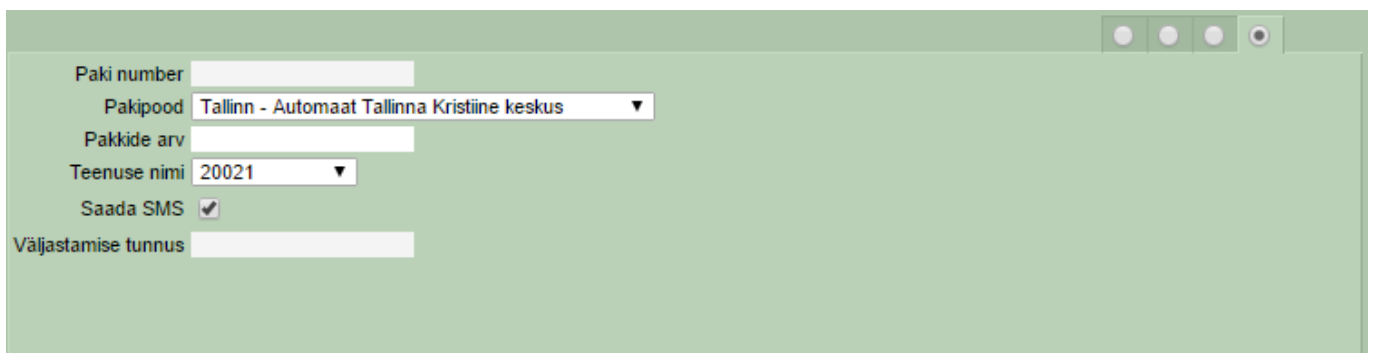 Paki number
Pakipood Tallinn - Automaat Tallinna Kristiine keskus
Pakkide arv
Teenuse nimi 20021
Saada SMS
Väljastamise tunnus